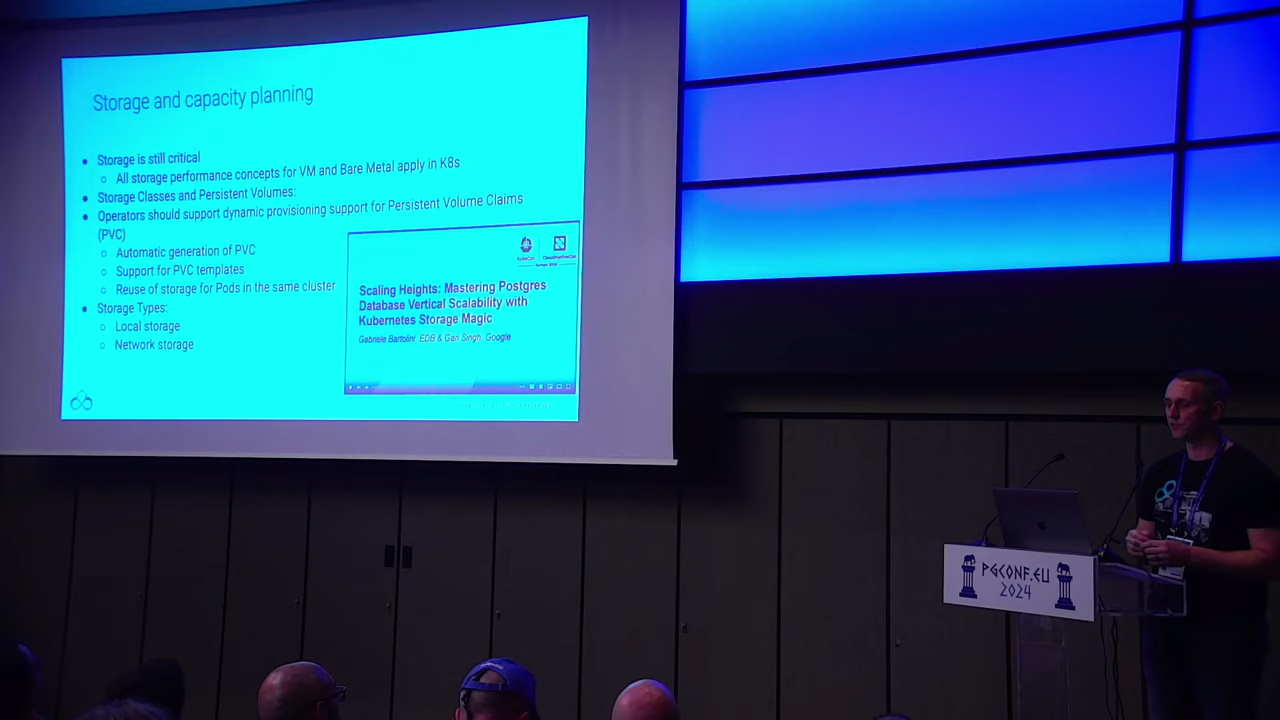 Storage and capacity planning
● Storage is still critical
○ All storage performance concepts for VM and Bare Metal apply in K8s
● Storage Classes and Persistent Volumes:
● Operators should support dynamic provisioning support for Persistent Volume Claims
(PVC)
○ Automatic generation of PVC
○ Support for PVC templates
○ Reuse of storage for Pods in the same cluster
● Storage Types:
○ Local storage
○ Network storage
KubeCon CloudNativeCon
Europe 2024
Scaling Heights: Mastering Postgres
Database Vertical Scalability with
Kubernetes Storage Magic
Gabriele Bartolini, EDB & Gari Singh, Google
PGCONF.EU
2024